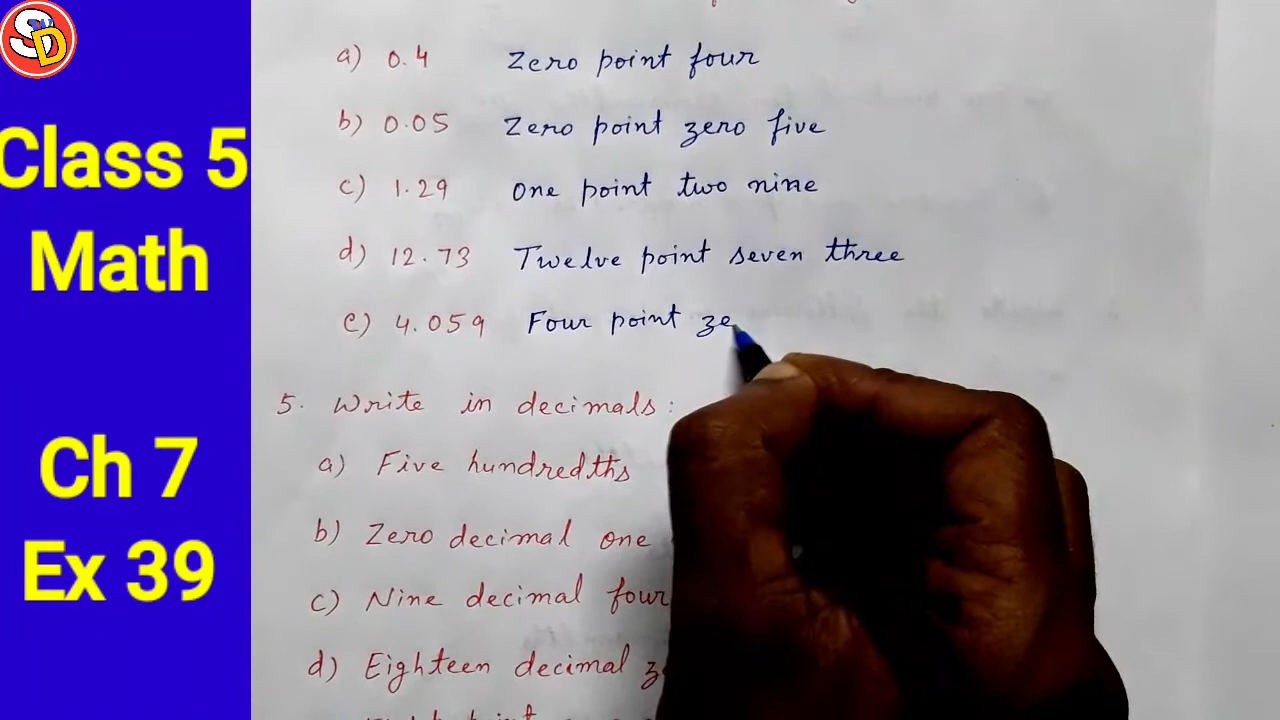 SD
Class 5
Math
Ch 7
Ex 39
a) 0.4 Zero point four
b) 0.05 Zero point zero five
c) 1.29 One point two nine
d) 12.73 Twelve point seven three
e) 4.059 Four point ze
5. Write in decimals:
a) Five hundredths
b) Zero decimal one
c) Nine decimal four
d) Eighteen decimal z